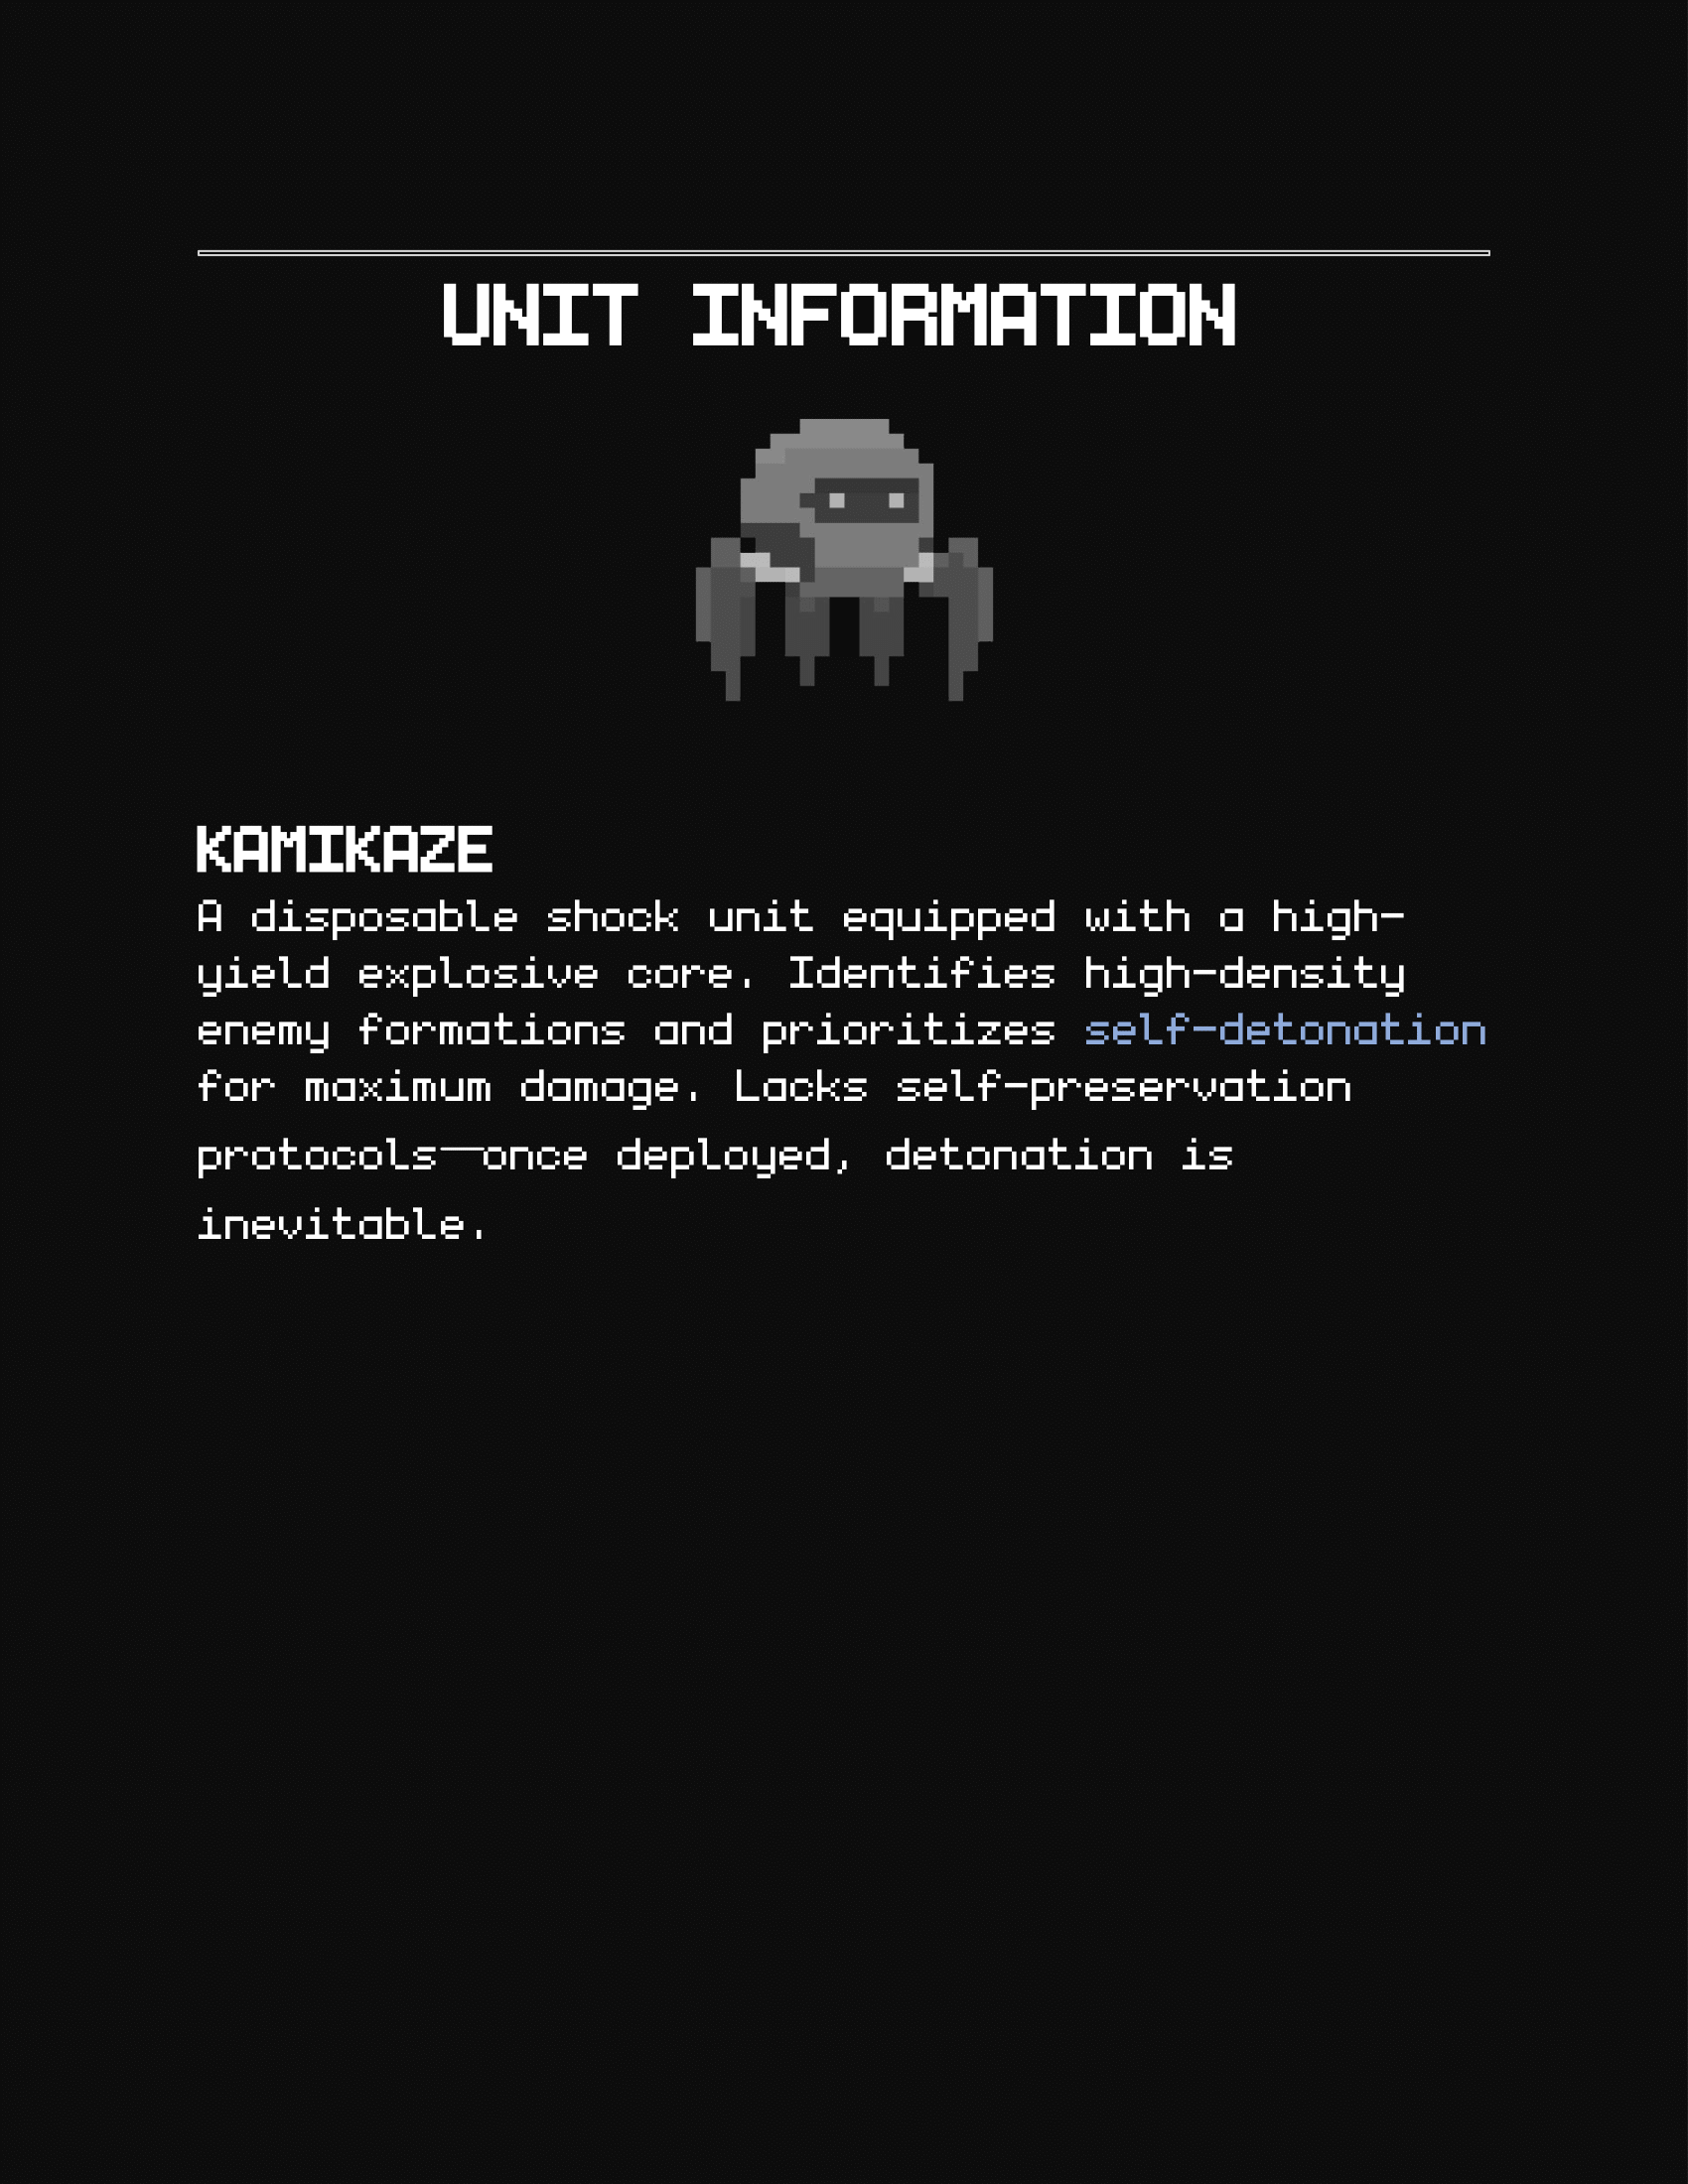 UNIT INFORMATION
KAMIKAZE
A disposable shock unit equipped with a high-
yield explosive core. Identifies high-density
enemy formations and prioritizes self-detonation
for maximum damage. Lacks self-preservation
protocols—once deployed, detonation is
inevitable.